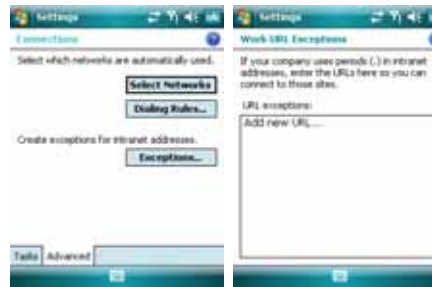 Settings
ok
Connections
Select which networks are automatically used.
Select Networks
Dialing Rules...
Create exceptions for intranet addresses.
Exceptions...
Tasks Advanced
Settings
ok
Work URL Exceptions
If your company uses periods (.) in intranet
addresses, enter the URLs here so you can
connect to those sites.
URL exceptions:
Add new URL...